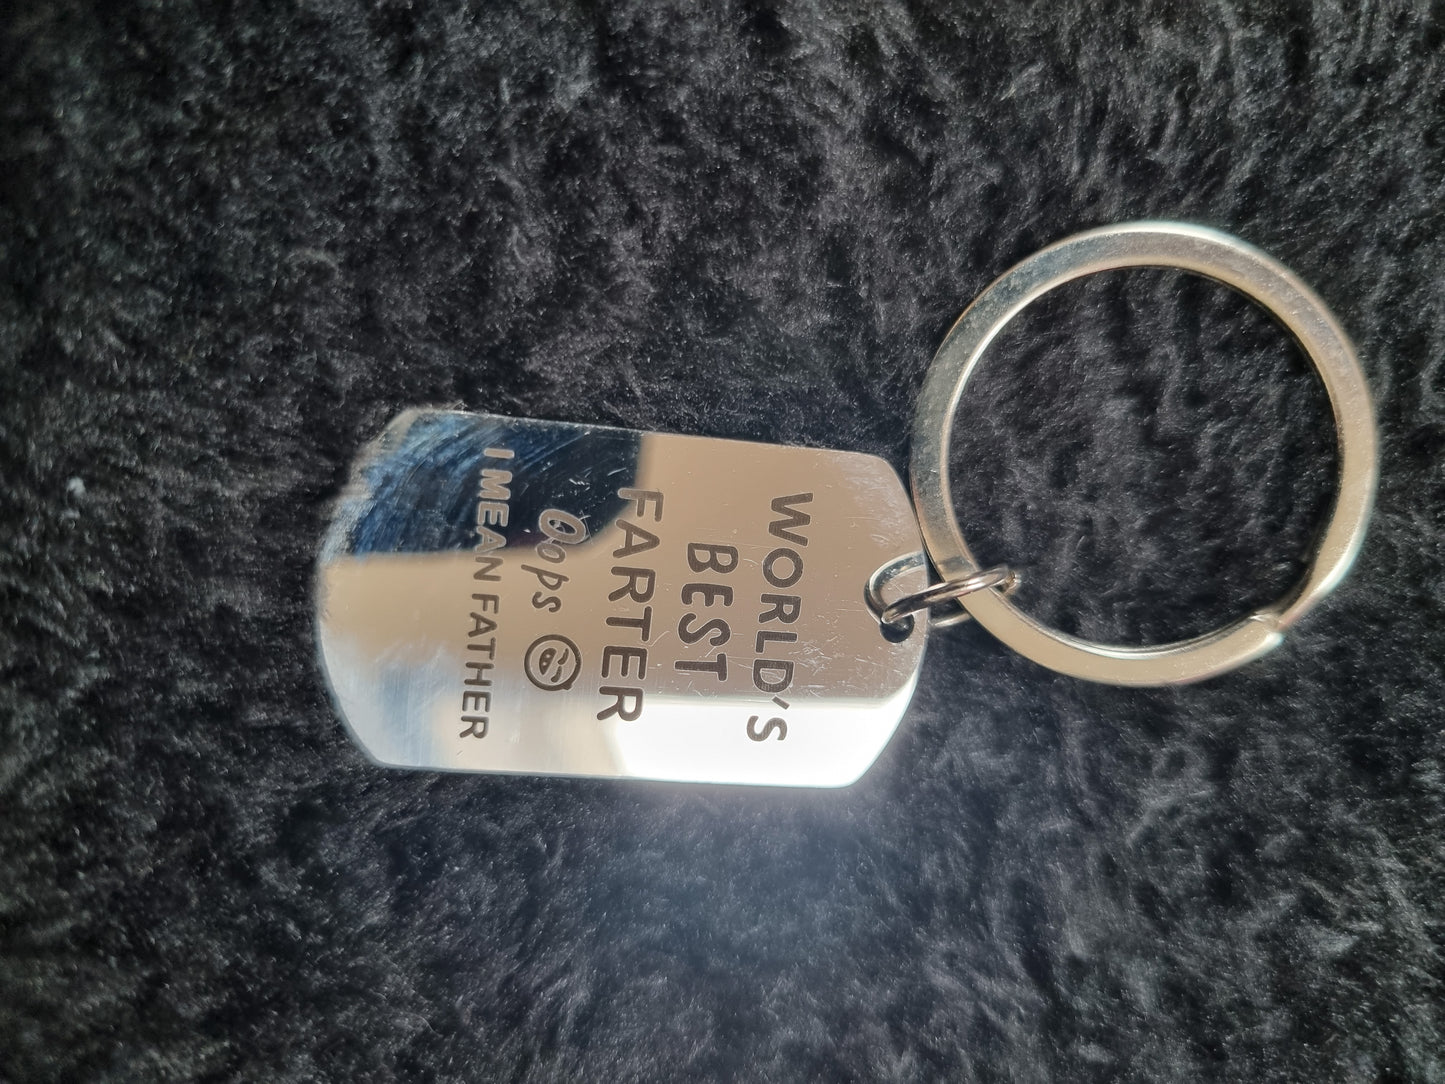 WORLD'S
BEST
FARTER
Oops
I MEAN FATHER